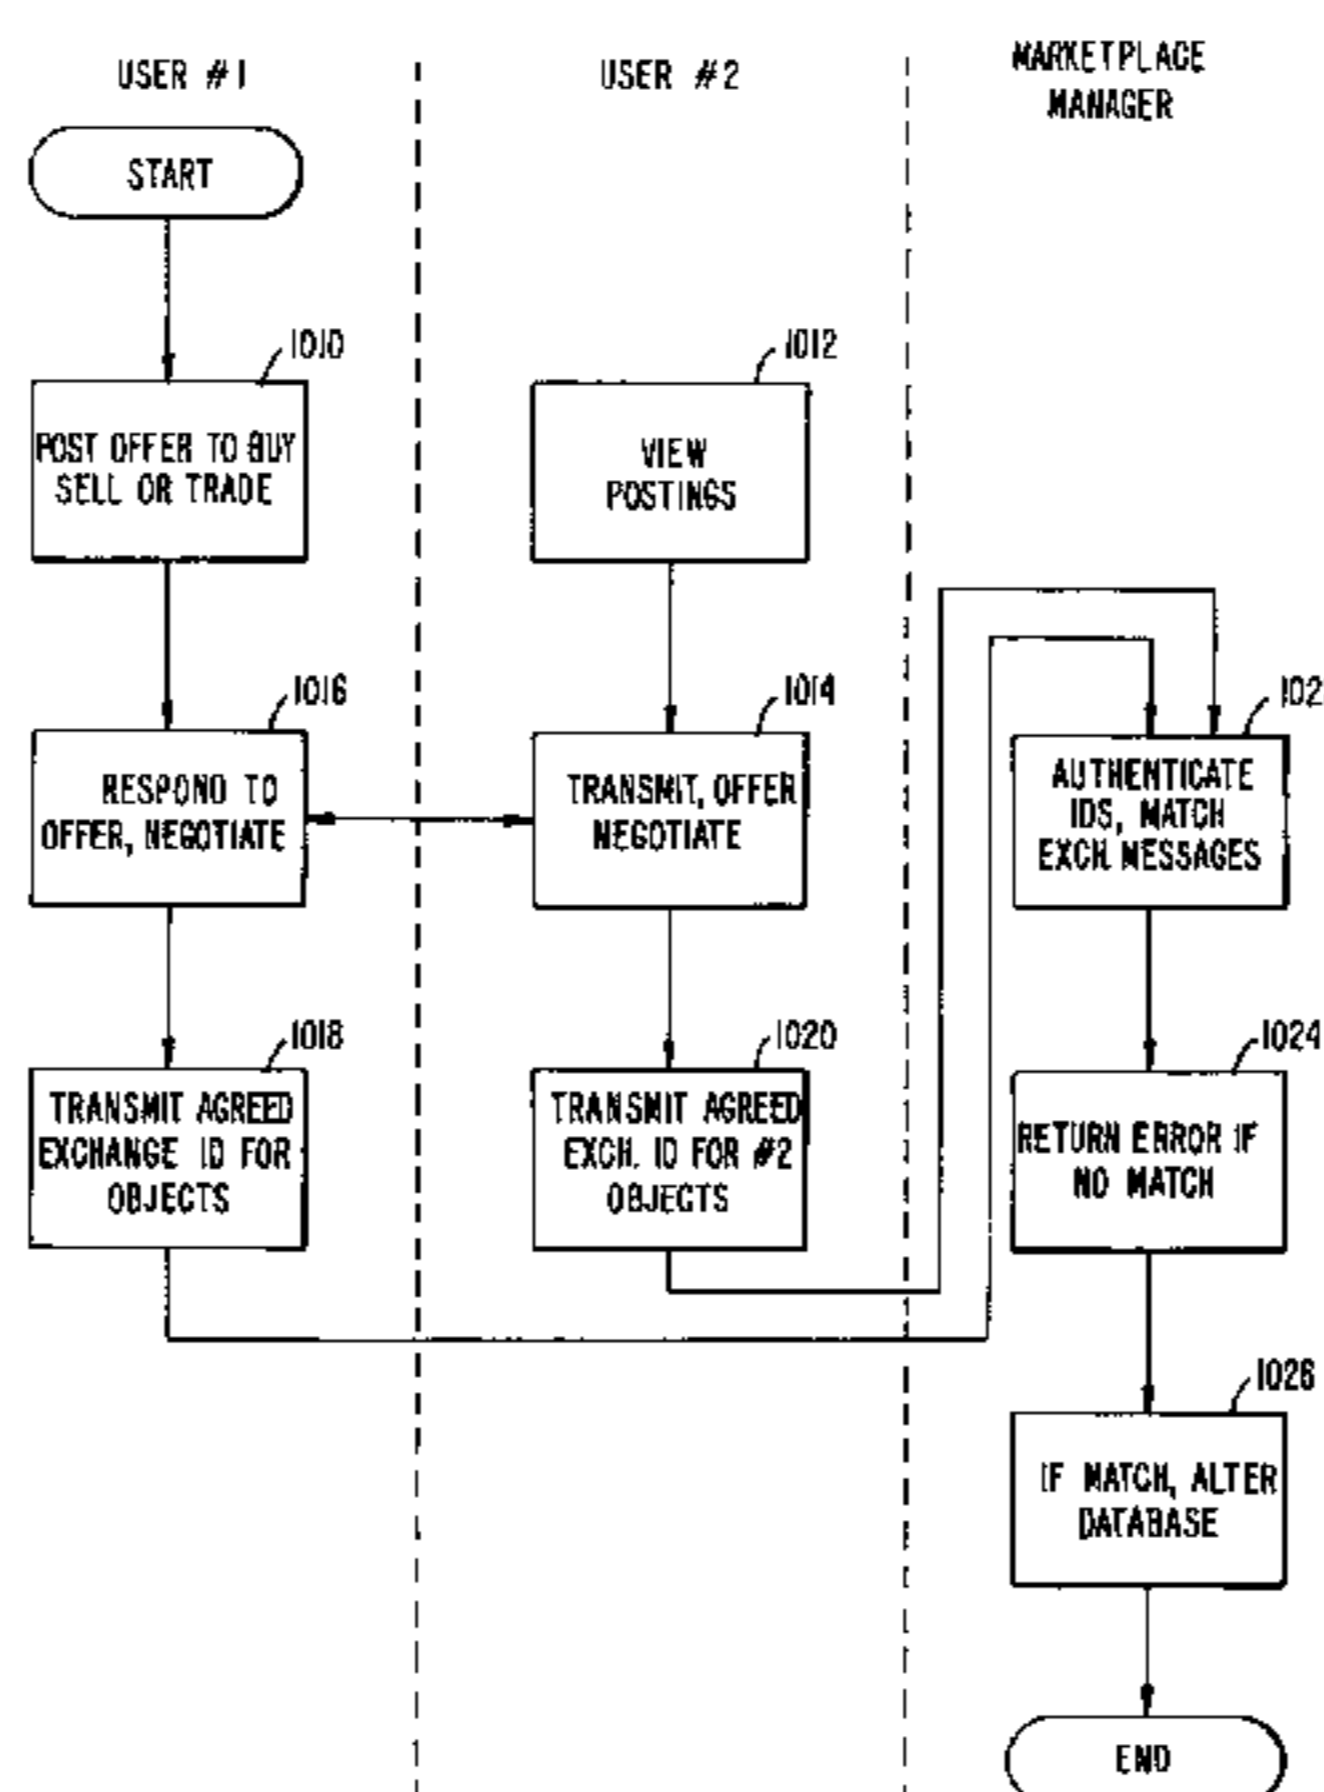 USER #1
USER #2
MARKETPLACE
MANAGER
START
1010
POST OFFER TO BUY
SELL OR TRADE
1012
VIEW
POSTINGS
1016
RESPOND TO
OFFER, NEGOTIATE
1014
TRANSMIT, OFFER
NEGOTIATE
102
AUTHENTICATE
IDS, MATCH
EXCH. MESSAGES
1018
TRANSMIT AGREED
EXCHANGE ID FOR
OBJECTS
1020
TRANSMIT AGREED
EXCH. ID FOR #2
OBJECTS
1024
RETURN ERROR IF
NO MATCH
1026
IF MATCH, ALTER
DATABASE
END